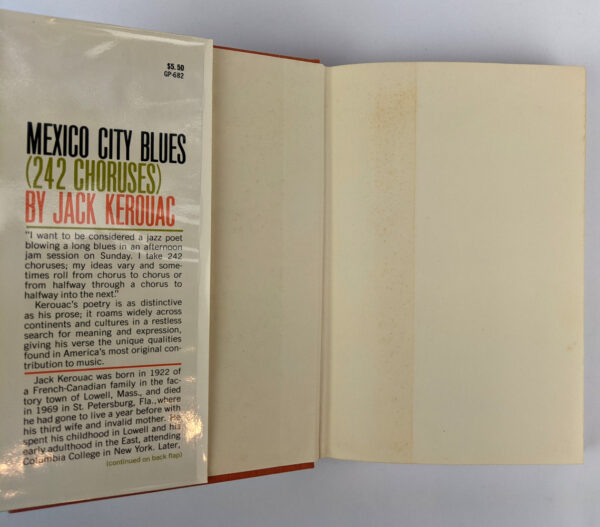 $5.50
GP-682
MEXICO CITY BLUES
(242 CHORUSES)
BY JACK KEROUAC
"I want to be considered a jazz poet
blowing a long blues in an afternoon
jam session on Sunday. I take 242
choruses; my ideas vary and some-
times roll from chorus to chorus or
from halfway through a chorus to
halfway into the next."
Kerouac's poetry is as distinctive
as his prose; it roams widely across
continents and cultures in a restless
search for meaning and expression,
giving his verse the unique qualities
found in America's most original con-
tribution to music.
Jack Kerouac was born in 1922 of
a French-Canadian family in the fac-
tory town of Lowell, Mass., and died
in 1969 in St. Petersburg, Fla., where
he had gone to live a year before with
his third wife and invalid mother. He
spent his childhood in Lowell and his
early adulthood in the East, attending
Columbia College in New York. Later,
(continued on back flap)